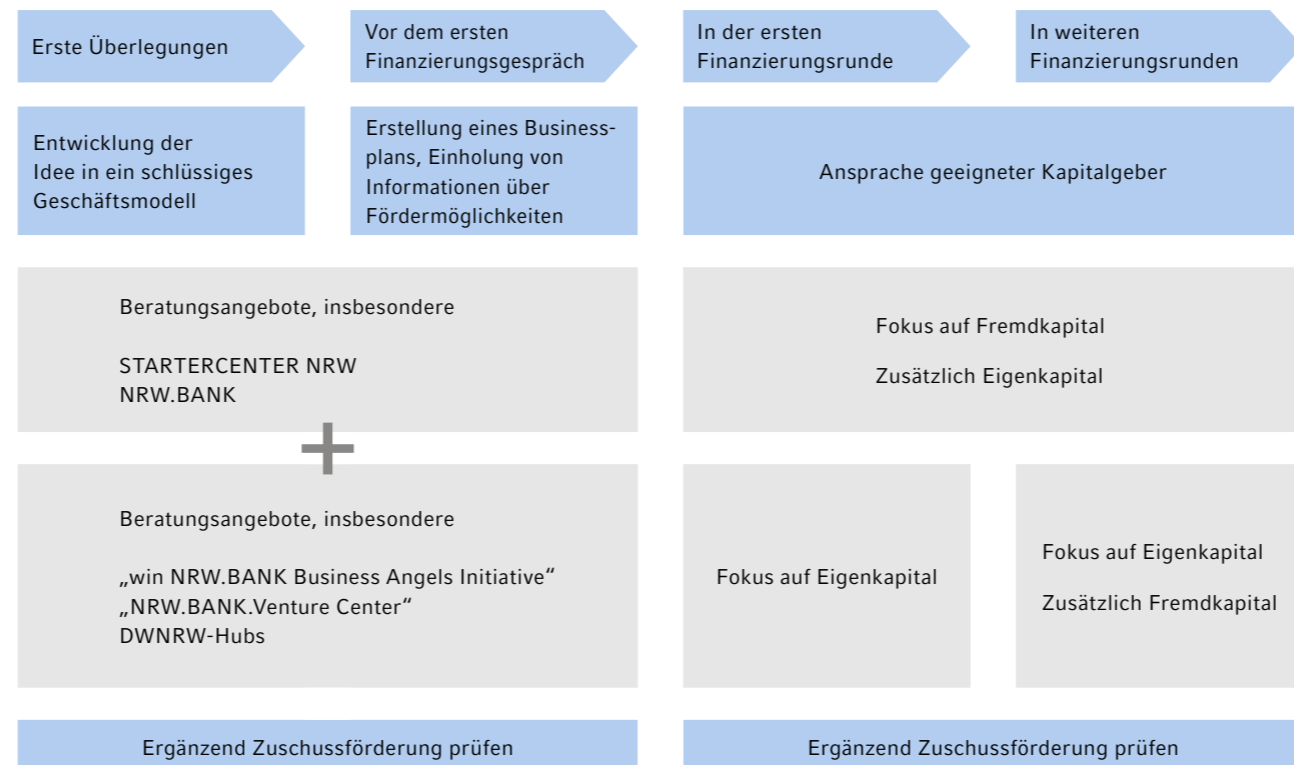 Erste Überlegungen
Vor dem ersten
Finanzierungsgespräch
In der ersten
Finanzierungsrunde
In weiteren
Finanzierungsrunden
Entwicklung der
Idee in ein schlüssiges
Geschäftsmodell
Erstellung eines Business-
plans, Einholung von
Informationen über
Fördermöglichkeiten
Ansprache geeigneter Kapitalgeber
Beratungsangebote, insbesondere
STARTERCENTER NRW
NRW.BANK
Fokus auf Fremdkapital
Zusätzlich Eigenkapital
+
Beratungsangebote, insbesondere
„win NRW.BANK Business Angels Initiative“
„NRW.BANK.Venture Center“
DWNRW-Hubs
Fokus auf Eigenkapital
Fokus auf Eigenkapital
Zusätzlich Fremdkapital
Ergänzend Zuschussförderung prüfen
Ergänzend Zuschussförderung prüfen